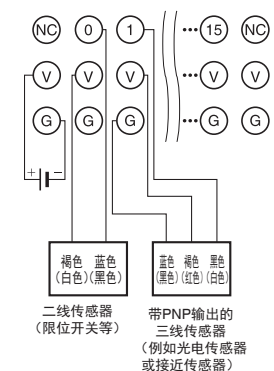 NC 0 1 ··· 15 NC
V V V ··· V V
G G G ··· G G
+ −
褐色 蓝色
(白色)(黑色)
蓝色 褐色 黑色
(黑色)(红色)(白色)
二线传感器
（限位开关等）
带PNP输出的
三线传感器
（例如光电传感器
或接近传感器）